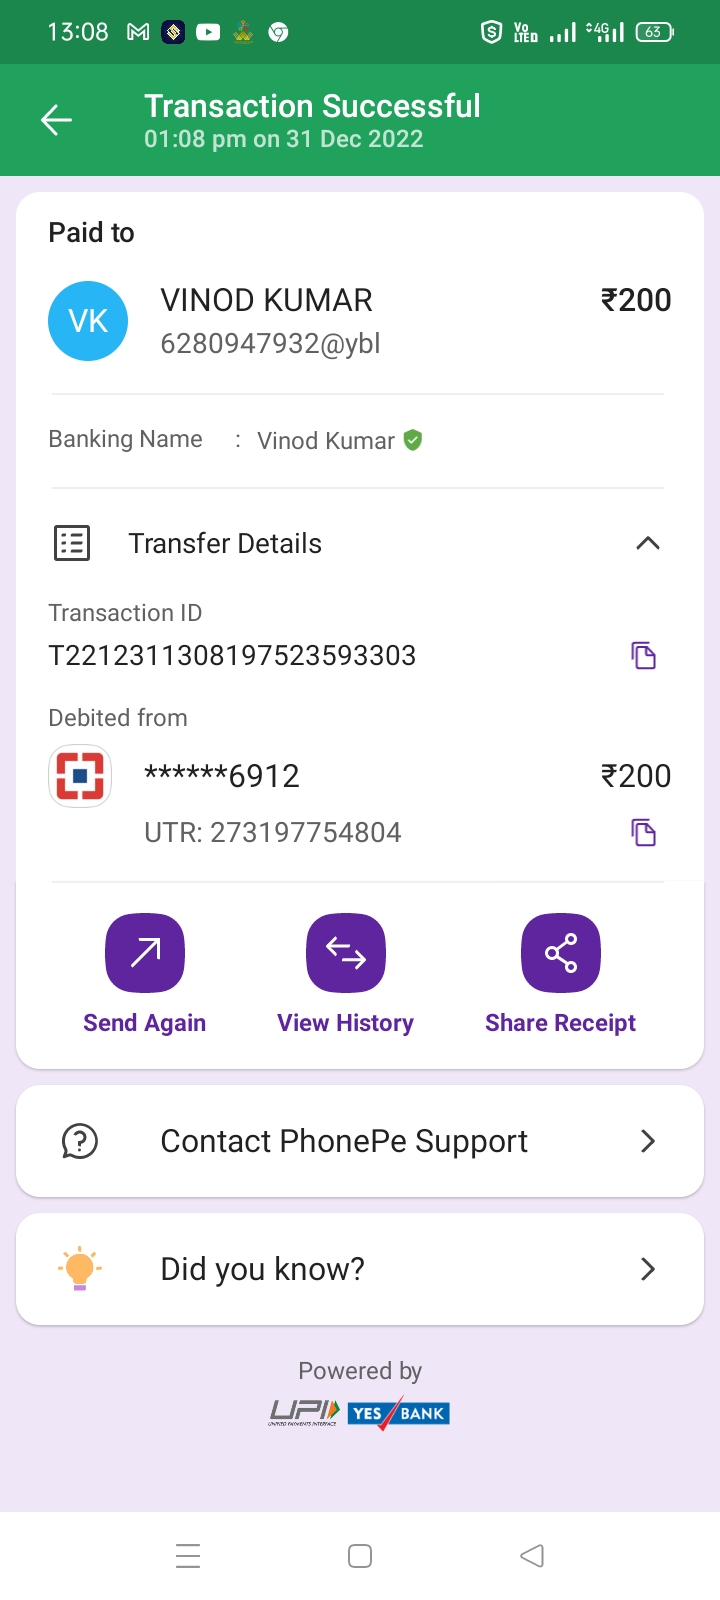 13:08
Vo LTED 4G 63
Transaction Successful
01:08 pm on 31 Dec 2022
Paid to
VK
VINOD KUMAR ₹200
6280947932@ybl
Banking Name : Vinod Kumar
Transfer Details
Transaction ID
T2212311308197523593303
Debited from
******6912 ₹200
UTR: 273197754804
Send Again View History Share Receipt
Contact PhonePe Support
Did you know?
Powered by
UPI YES BANK
UNIFIED PAYMENTS INTERFACE